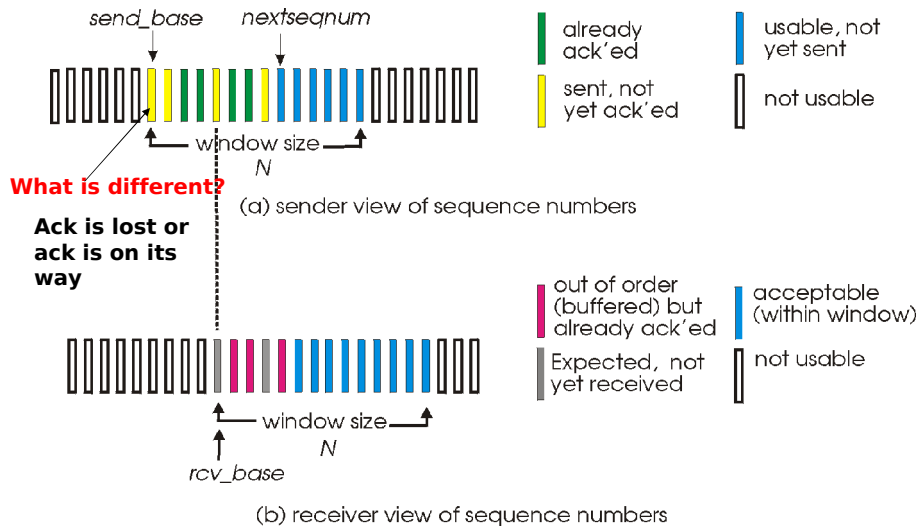 send_base
nextseqnum
already
ack'ed
usable, not
yet sent
sent, not
yet ack'ed
not usable
window size
N
What is different?
(a) sender view of sequence numbers
Ack is lost or
ack is on its
way
out of order
(buffered) but
already ack'ed
acceptable
(within window)
Expected, not
yet received
not usable
window size
N
rcv_base
(b) receiver view of sequence numbers